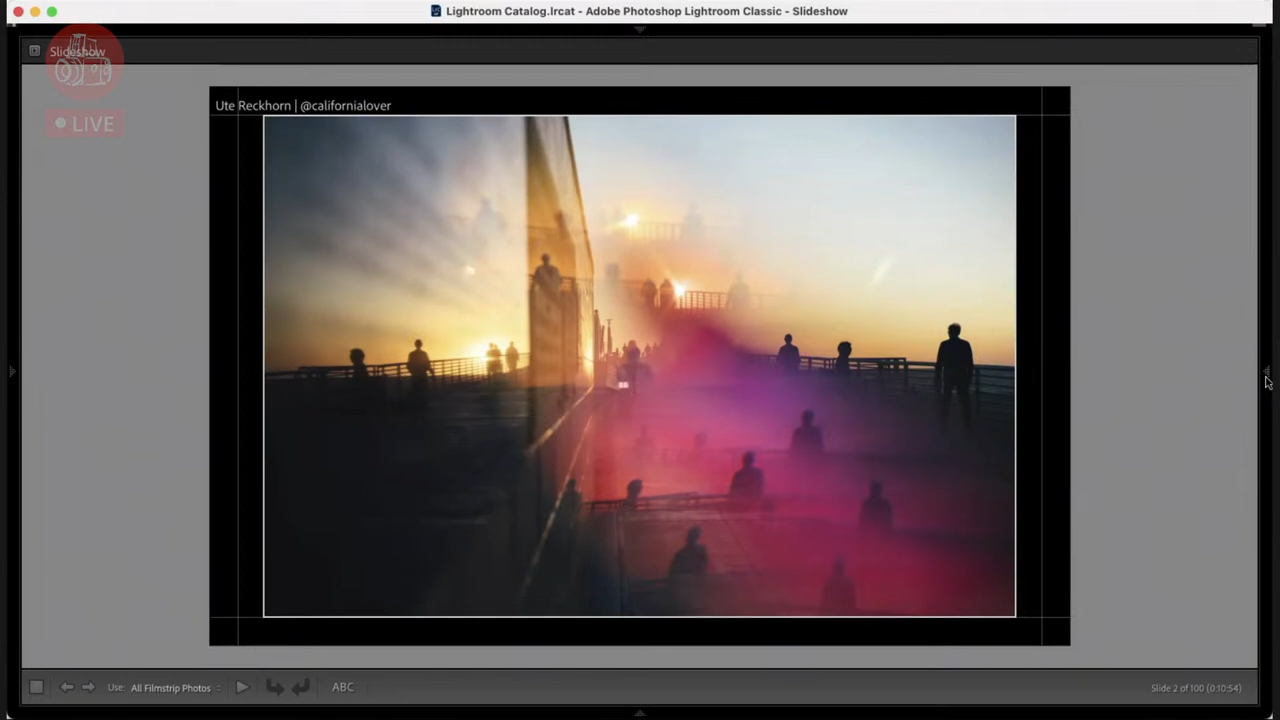 Lightroom Catalog.lrcat - Adobe Photoshop Lightroom Classic - Slideshow
Slideshow
LIVE
Ute Reckhorn | @californialover
Use: All Filmstrip Photos
ABC
Slide 2 of 100 (0:10:54)